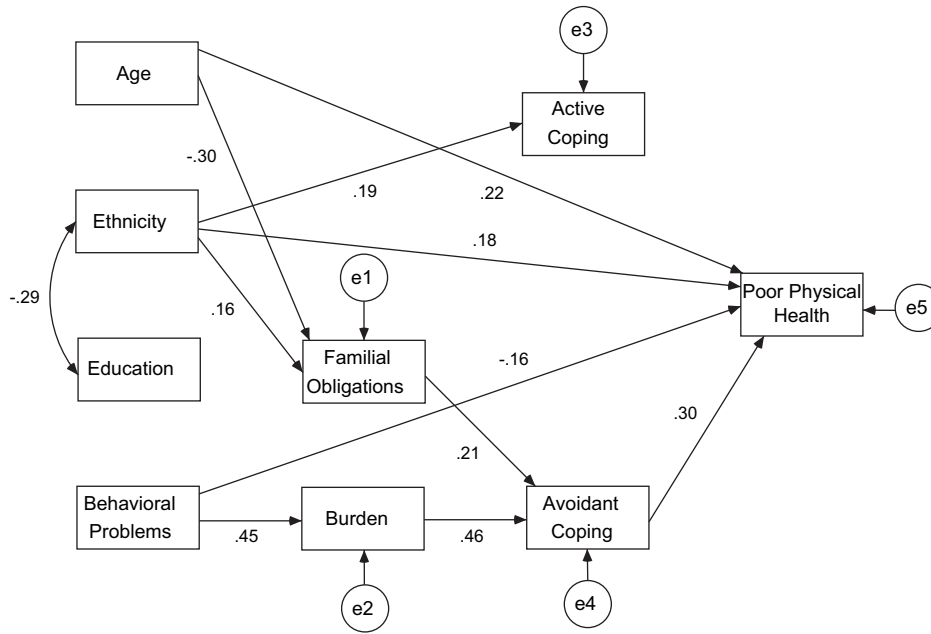 e3
Age
Active
Coping
-.30
.19
.22
Ethnicity
.18
e1
-.29
.16
Poor Physical
Health
e5
Education
Familial
Obligations
-.16
.30
.21
Behavioral
Problems
Burden
Avoidant
Coping
.45
.46
e2
e4